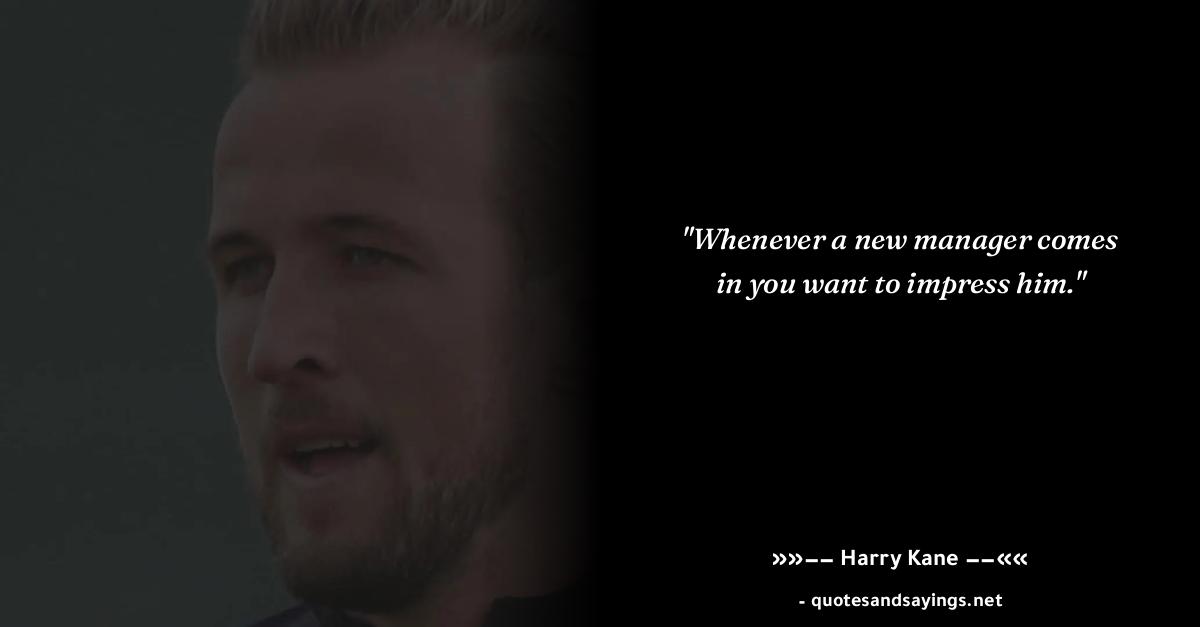 "Whenever a new manager comes
in you want to impress him."
»»−− Harry Kane −−««
- quotesandsayings.net